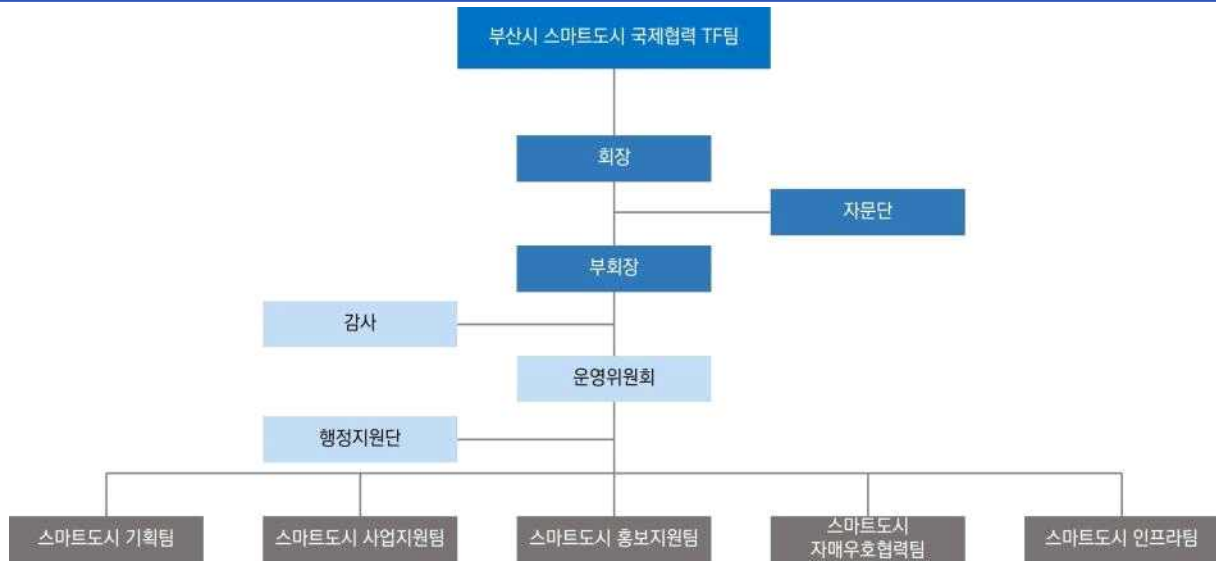 부산시 스마트도시 국제협력 TF팀
회장
자문단
부회장
감사
운영위원회
행정지원단
스마트도시 기획팀
스마트도시 사업지원팀
스마트도시 홍보지원팀
스마트도시
자매우호협력팀
스마트도시 인프라팀